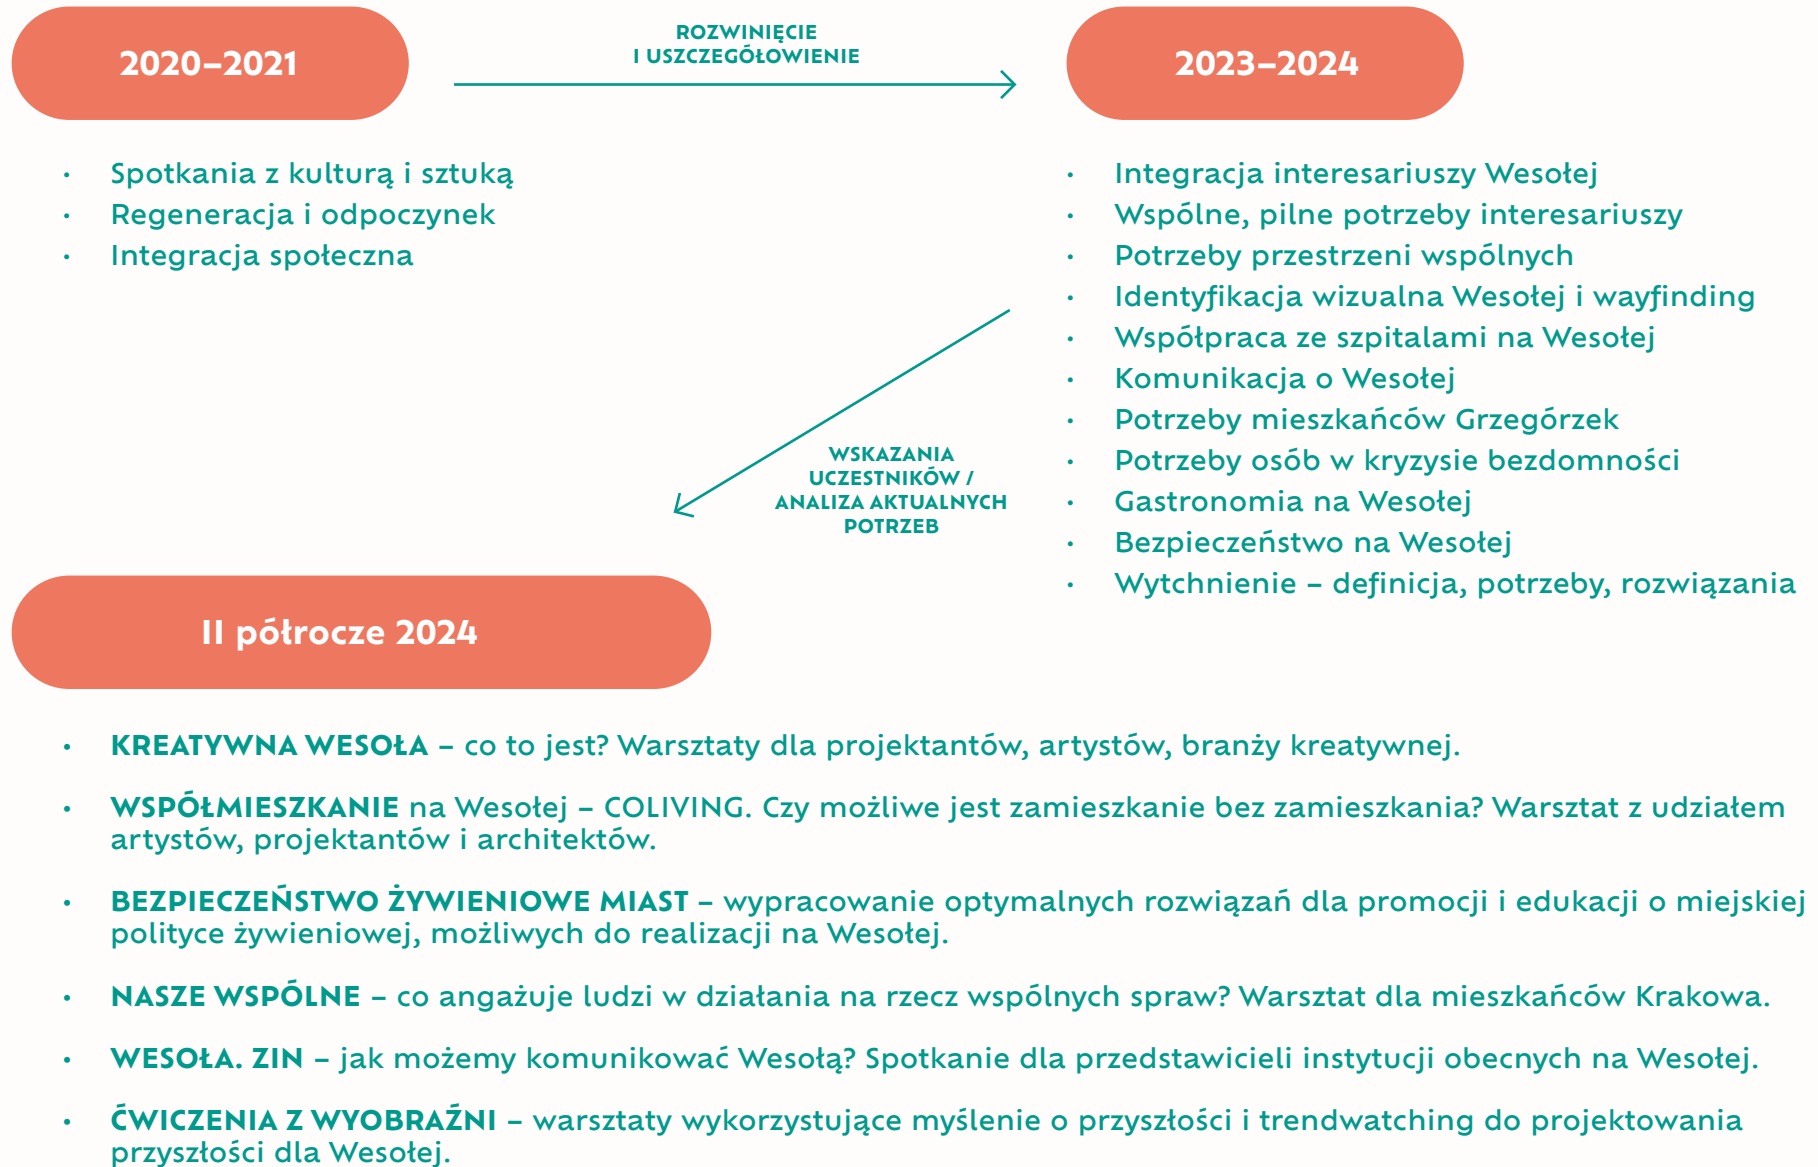 2020–2021
ROZWINIĘCIE
I USZCZEGÓŁOWIENIE
2023–2024
• Spotkania z kulturą i sztuką
• Regeneracja i odpoczynek
• Integracja społeczna
• Integracja interesariuszy Wesołej
• Wspólne, pilne potrzeby interesariuszy
• Potrzeby przestrzeni wspólnych
• Identyfikacja wizualna Wesołej i wayfinding
• Współpraca ze szpitalami na Wesołej
• Komunikacja o Wesołej
• Potrzeby mieszkańców Grzegórzek
• Potrzeby osób w kryzysie bezdomności
• Gastronomia na Wesołej
• Bezpieczeństwo na Wesołej
• Wytchnienie – definicja, potrzeby, rozwiązania
WSKAZANIA
UCZESTNIKÓW /
ANALIZA AKTUALNYCH
POTRZEB
II półrocze 2024
• KREATYWNA WESOŁA – co to jest? Warsztaty dla projektantów, artystów, branży kreatywnej.
• WSPÓŁMIESZKANIE na Wesołej – COLIVING. Czy możliwe jest zamieszkanie bez zamieszkania? Warsztat z udziałem
artystów, projektantów i architektów.
• BEZPIECZEŃSTWO ŻYWIENIOWE MIAST – wypracowanie optymalnych rozwiązań dla promocji i edukacji o miejskiej
polityce żywieniowej, możliwych do realizacji na Wesołej.
• NASZE WSPÓLNE – co angażuje ludzi w działania na rzecz wspólnych spraw? Warsztat dla mieszkańców Krakowa.
• WESOŁA. ZIN – jak możemy komunikować Wesołą? Spotkanie dla przedstawicieli instytucji obecnych na Wesołej.
• ĆWICZENIA Z WYOBRAŹNI – warsztaty wykorzystujące myślenie o przyszłości i trendwatching do projektowania
przyszłości dla Wesołej.